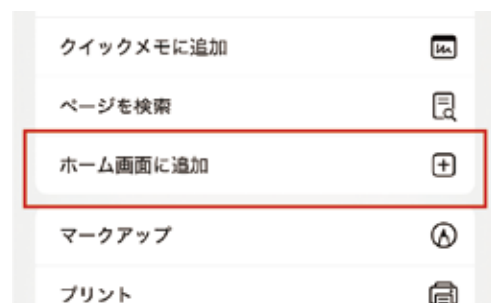 クイックメモに追加
ページを検索
ホーム画面に追加
マークアップ
プリント